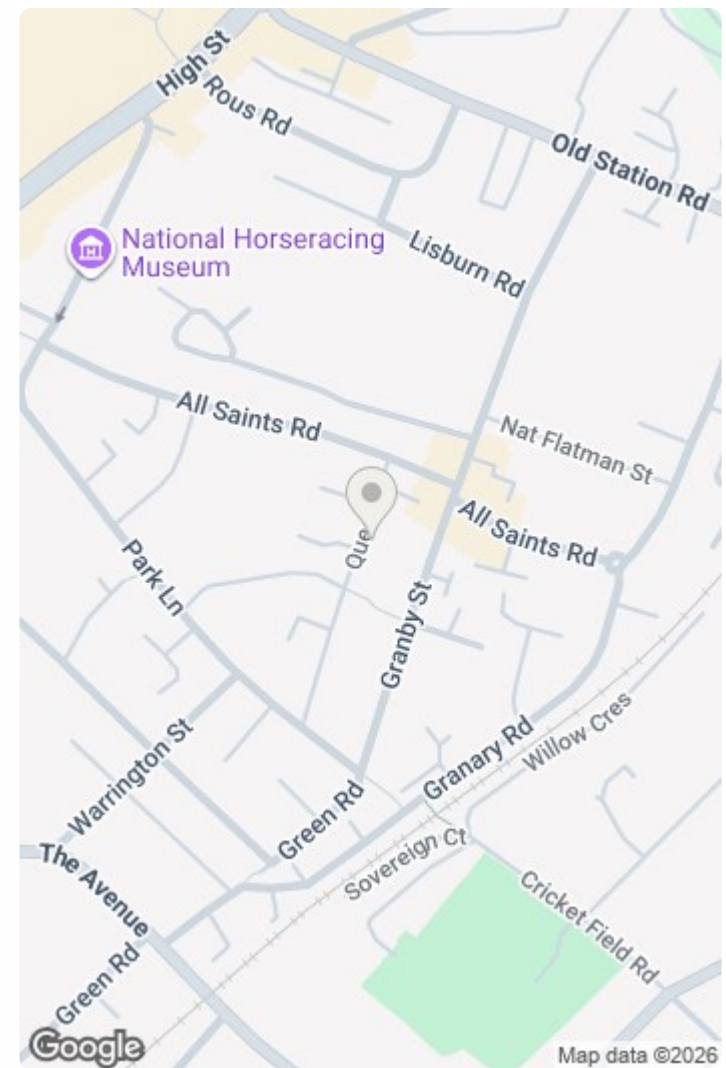 High St
Rous Rd
Old Station Rd
National Horseracing
Museum
Lisburn Rd
All Saints Rd
Nat Flatman St
Que
All Saints Rd
Park Ln
Granby St
Warrington St
Granary Rd
Willow Cres
Green Rd
Sovereign Ct
The Avenue
Cricket Field Rd
Green Rd
Google
Map data ©2026